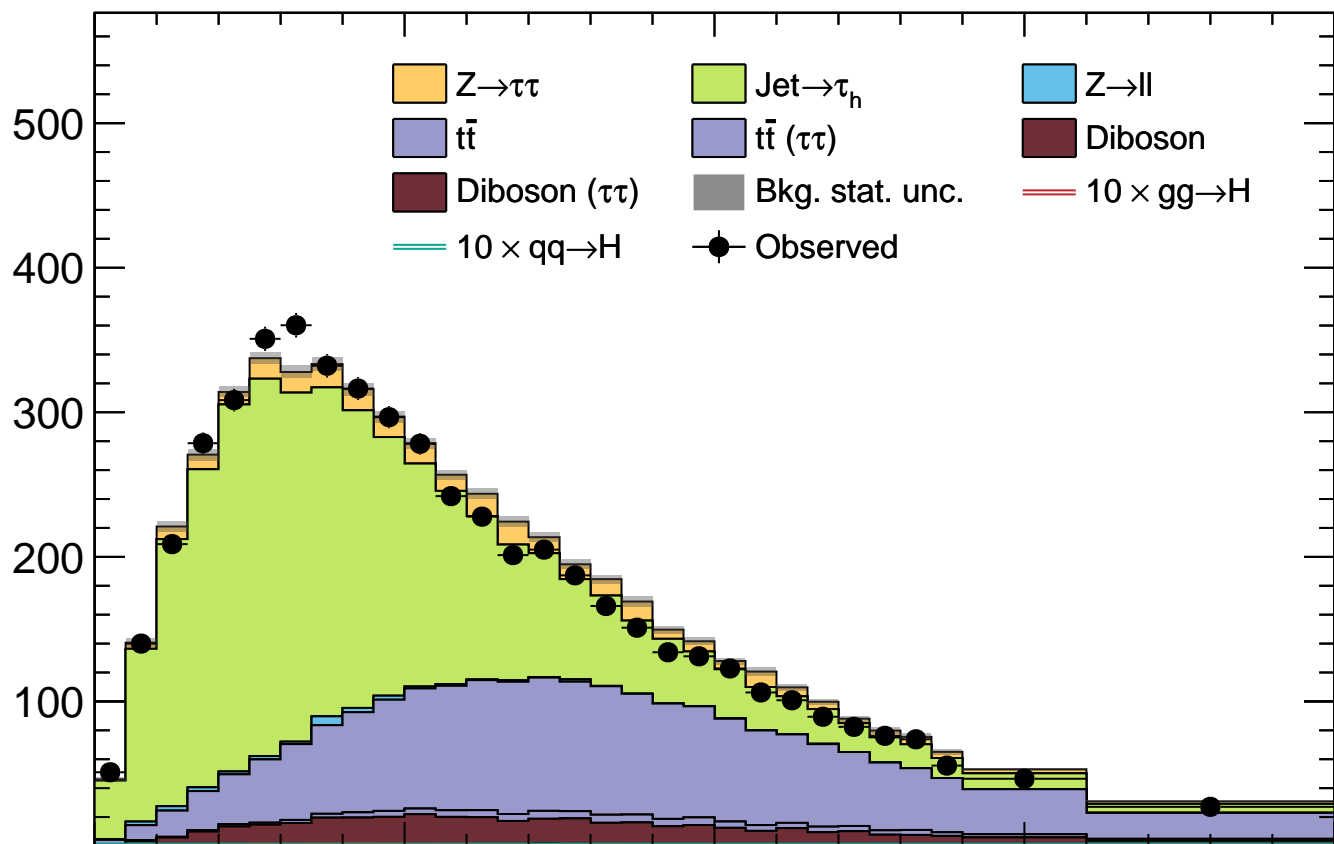 Z→ττ Jet→τh Z→ll
tt̄ tt̄ (ττ) Diboson
500
Diboson (ττ) Bkg. stat. unc. 10 × gg→H
10 × qq→H Observed
400
300
200
100